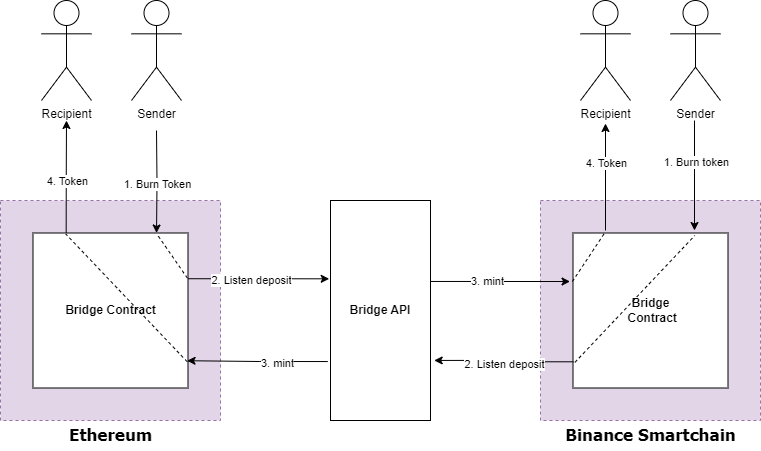 Recipient
Sender
Recipient
Sender
4. Token
1. Burn Token
4. Token
1. Burn token
2. Listen deposit
3. mint
Bridge Contract
Bridge API
Bridge
Contract
3. mint
2. Listen deposit
Ethereum
Binance Smartchain